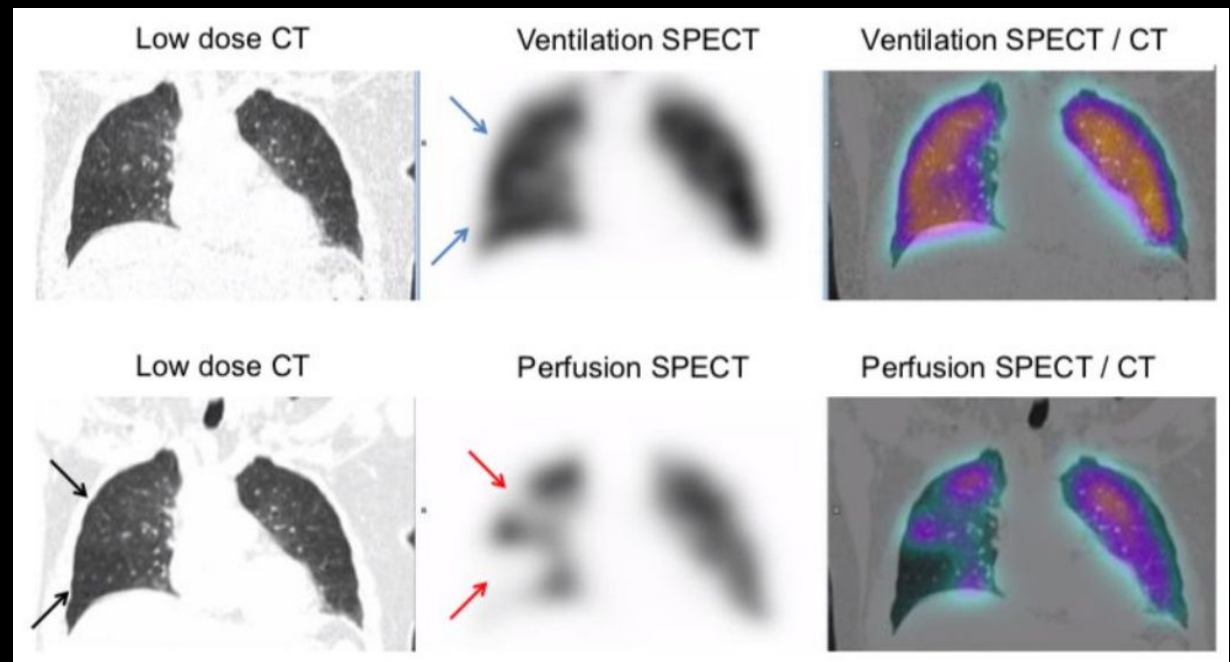 Low dose CT
Ventilation SPECT
Ventilation SPECT / CT
Low dose CT
Perfusion SPECT
Perfusion SPECT / CT